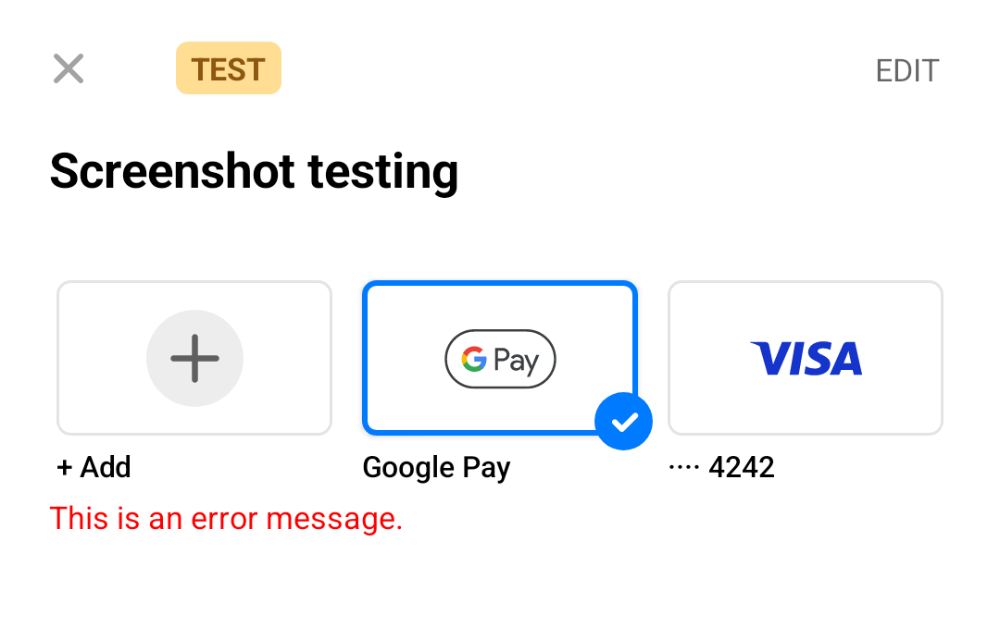 TEST
EDIT
Screenshot testing
G Pay
VISA
+ Add
Google Pay
···· 4242
This is an error message.